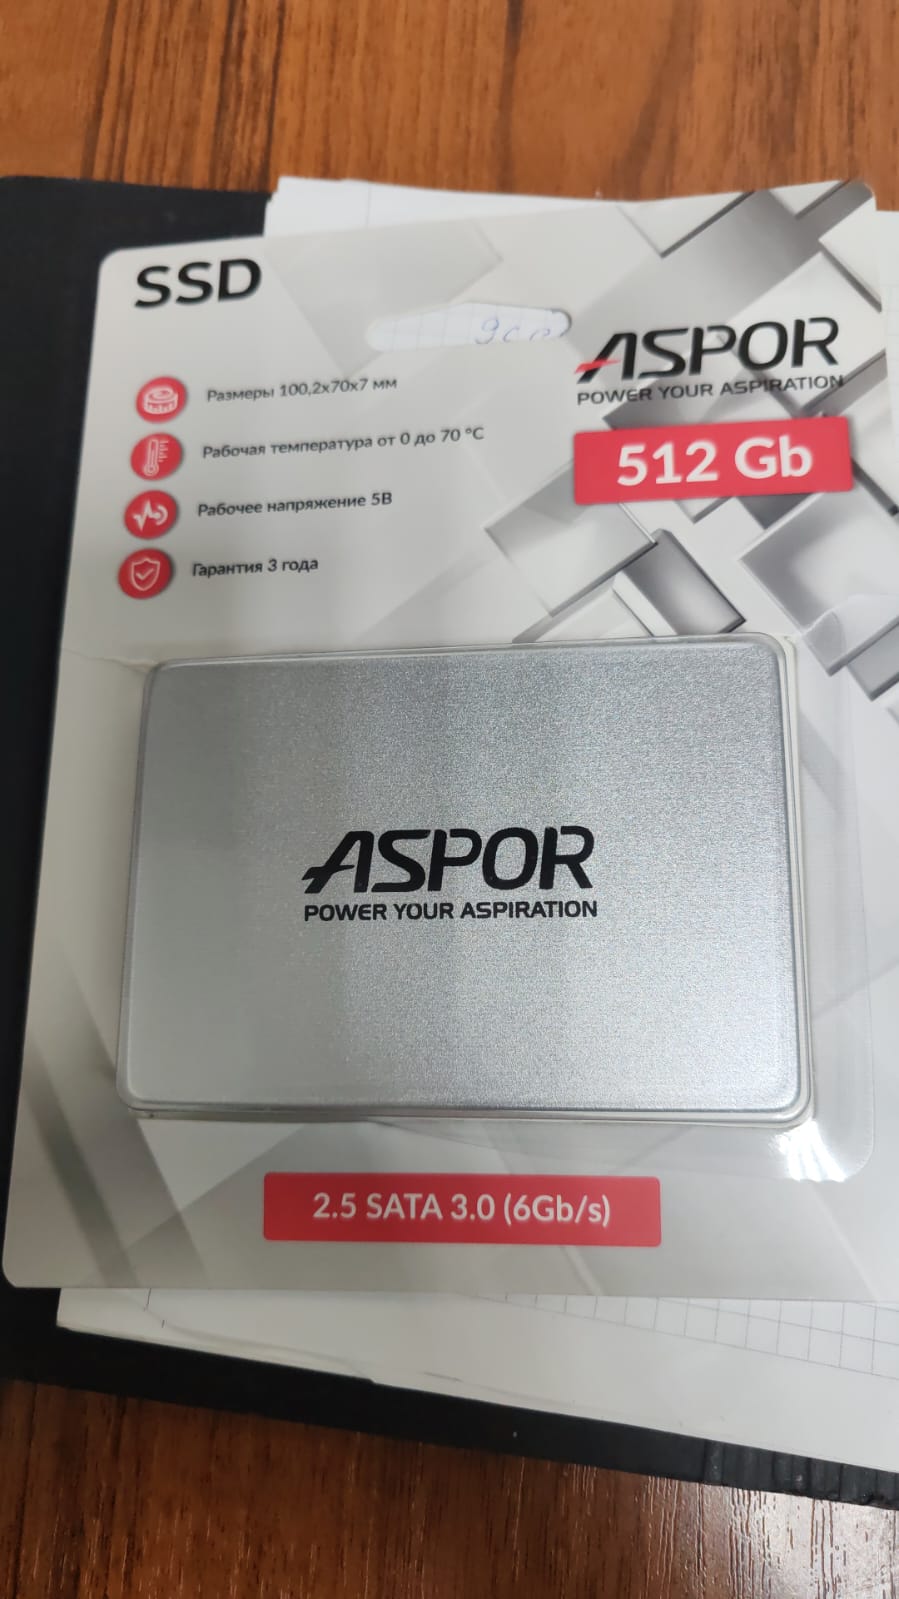 SSD
ASPOR
POWER YOUR ASPIRATION
512 Gb
Размеры 100,2x70x7 мм
Рабочая температура от 0 до 70 °C
Рабочее напряжение 5В
Гарантия 3 года
ASPOR
POWER YOUR ASPIRATION
2.5 SATA 3.0 (6Gb/s)